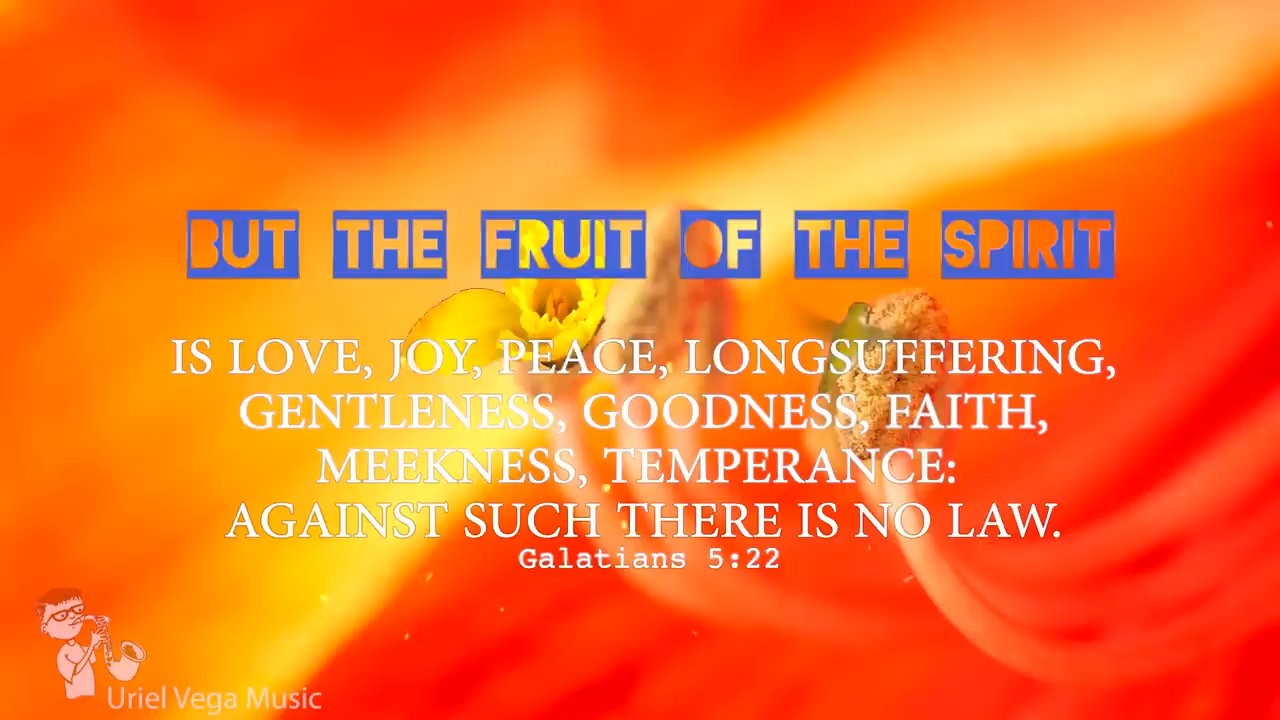 BUT THE FRUIT OF THE SPIRIT
IS LOVE, JOY, PEACE, LONGSUFFERING,
GENTLENESS, GOODNESS, FAITH,
MEEKNESS, TEMPERANCE:
AGAINST SUCH THERE IS NO LAW.
Galatians 5:22
Uriel Vega Music